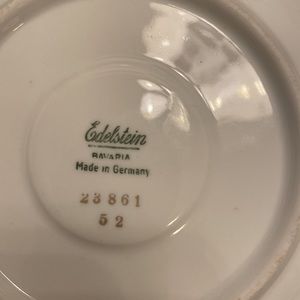 Edelstein
BAVARIA
Made in Germany
23861
52